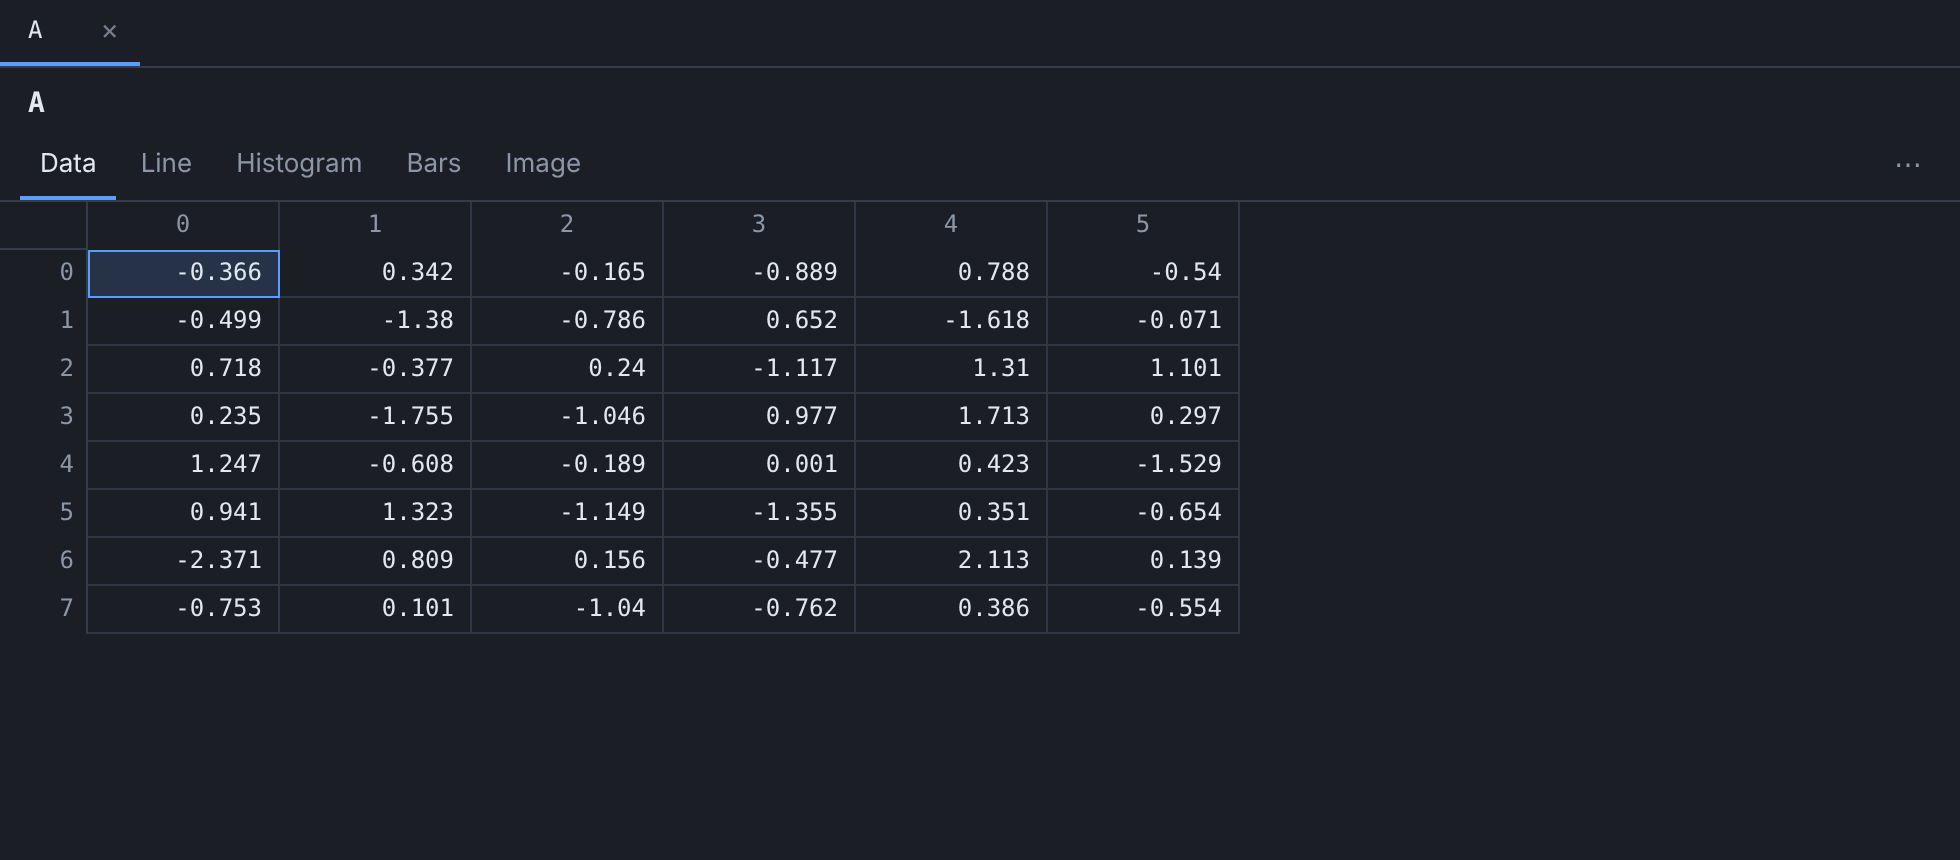 A ×
A
Data Line Histogram Bars Image ⋯
0 1 2 3 4 5
0 -0.366 0.342 -0.165 -0.889 0.788 -0.54
1 -0.499 -1.38 -0.786 0.652 -1.618 -0.071
2 0.718 -0.377 0.24 -1.117 1.31 1.101
3 0.235 -1.755 -1.046 0.977 1.713 0.297
4 1.247 -0.608 -0.189 0.001 0.423 -1.529
5 0.941 1.323 -1.149 -1.355 0.351 -0.654
6 -2.371 0.809 0.156 -0.477 2.113 0.139
7 -0.753 0.101 -1.04 -0.762 0.386 -0.554